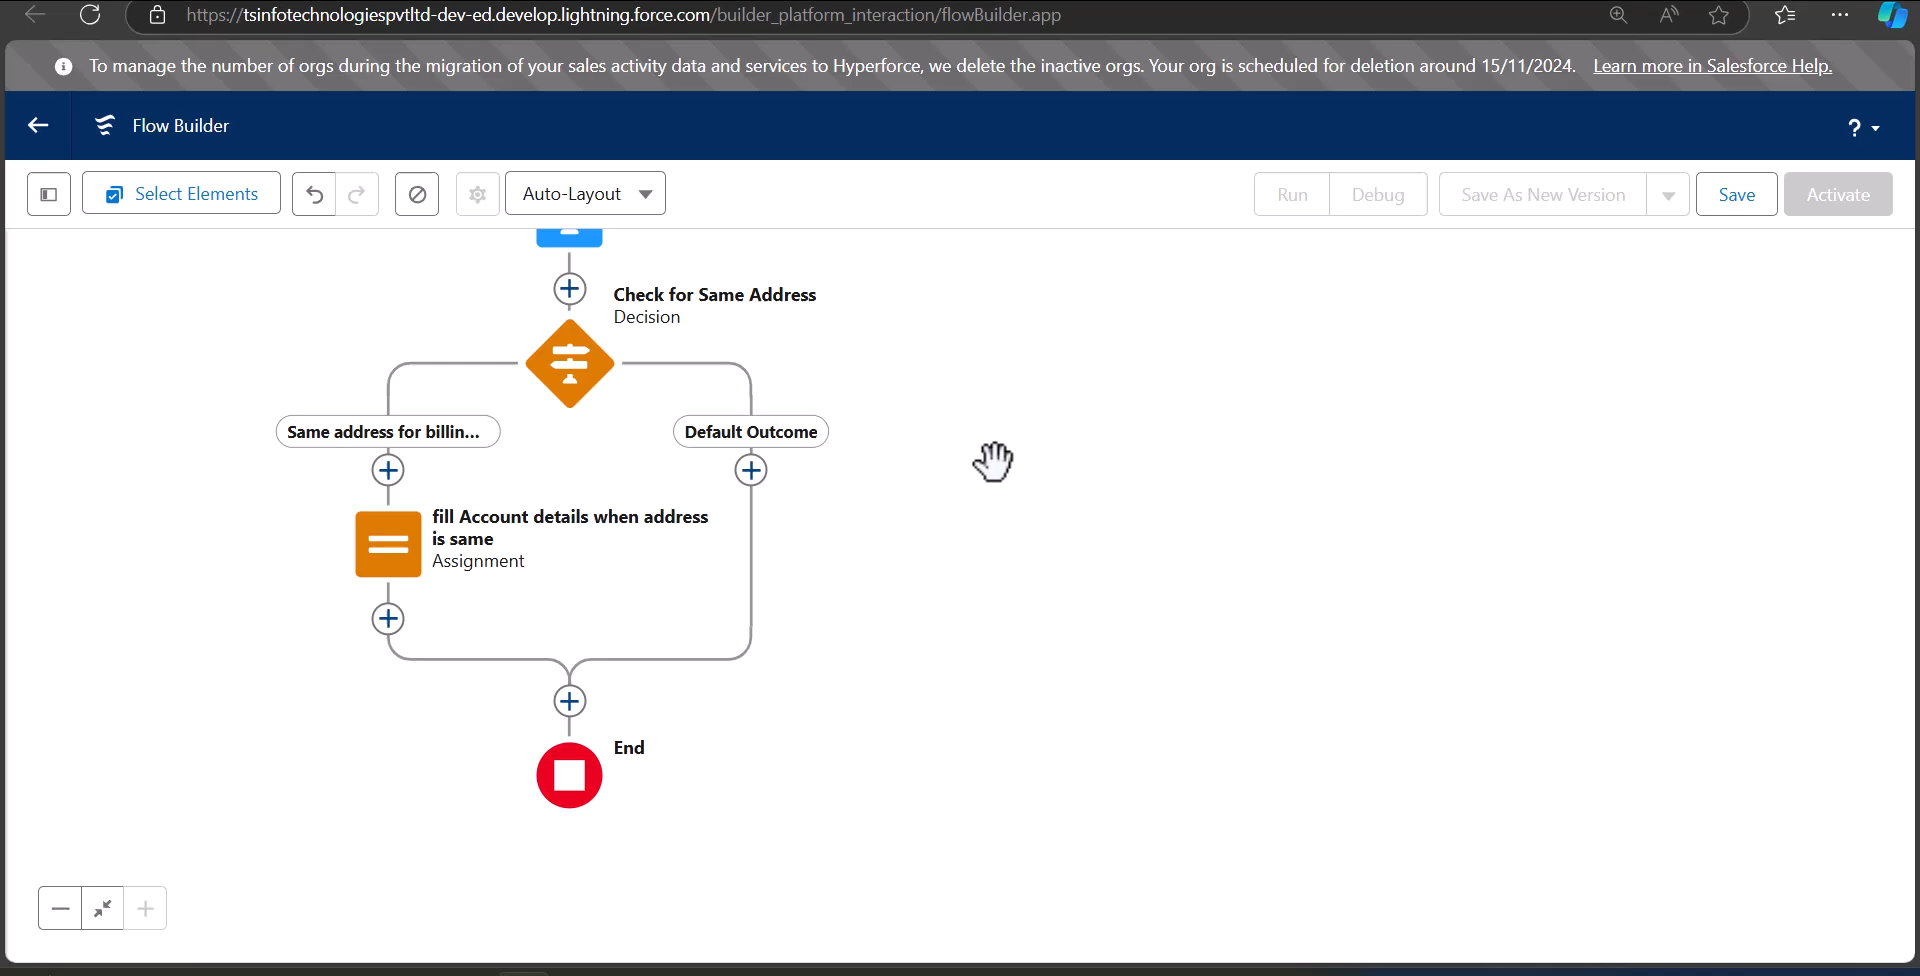 https://tsinfotechnologiespvtltd-dev-ed.develop.lightning.force.com/builder_platform_interaction/flowBuilder.app
To manage the number of orgs during the migration of your sales activity data and services to Hyperforce, we delete the inactive orgs. Your org is scheduled for deletion around 15/11/2024. Learn more in Salesforce Help.
Flow Builder
?
Select Elements
Auto-Layout
Run
Debug
Save As New Version
Save
Activate
Check for Same Address
Decision
Same address for billin...
Default Outcome
fill Account details when address
is same
Assignment
End